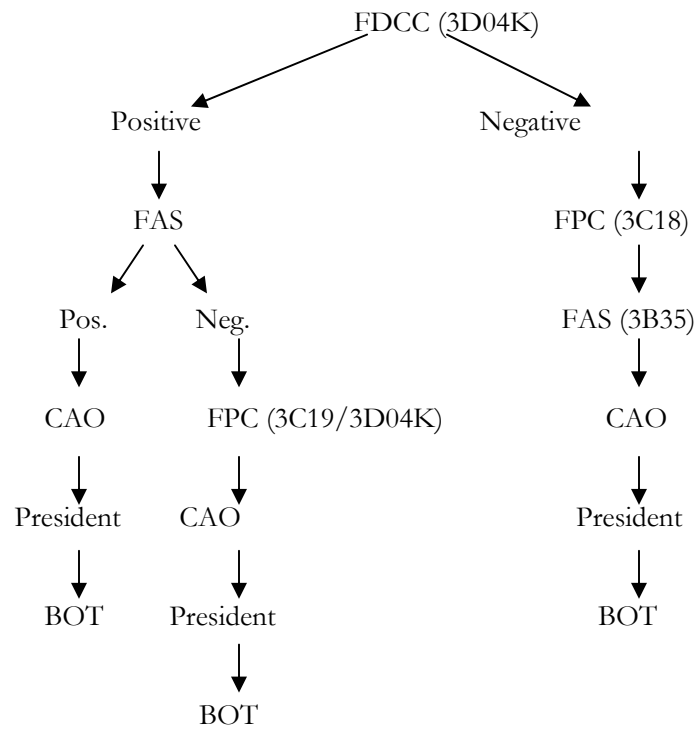 FDCC (3D04K)
Positive Negative
FAS FPC (3C18)
Pos. Neg. FAS (3B35)
CAO FPC (3C19/3D04K) CAO
President CAO President
BOT President BOT
BOT